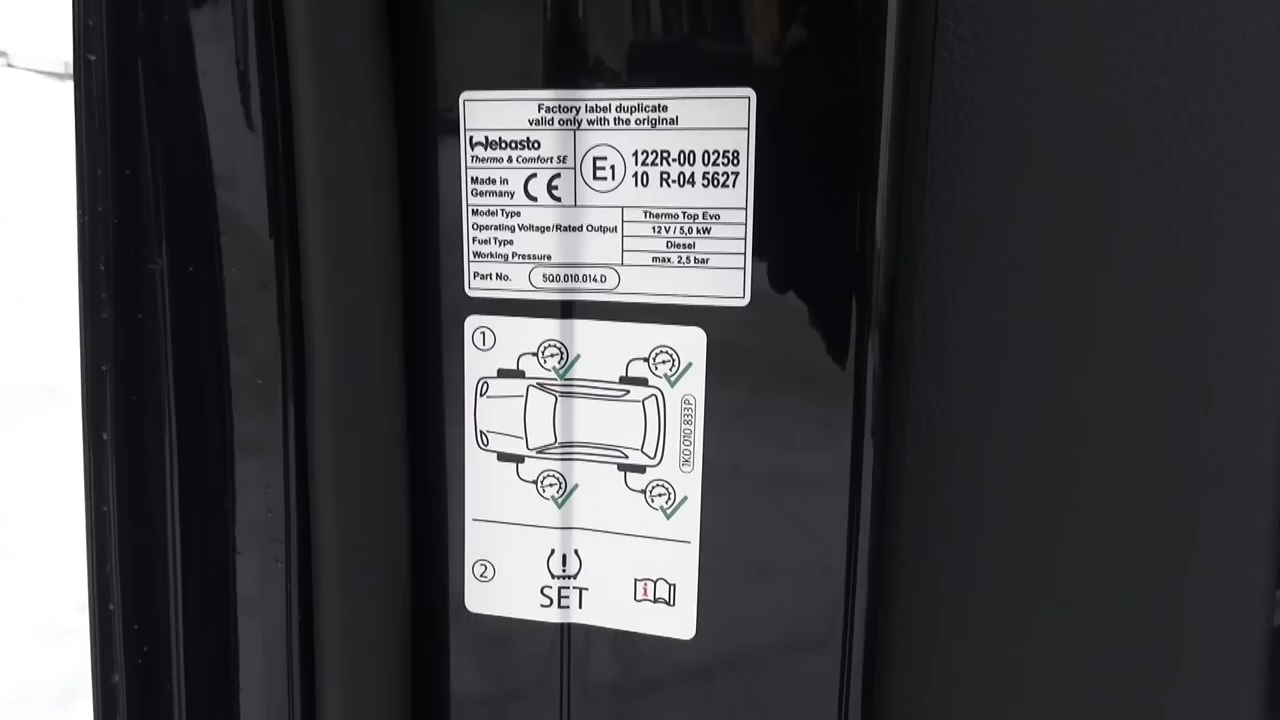 Factory label duplicate
valid only with the original
Webasto
Thermo & Comfort SE
Made in
Germany
CE
E1
122R-00 0258
10 R-04 5627
Model Type
Thermo Top Evo
Operating Voltage/Rated Output
12 V / 5,0 kW
Fuel Type
Diesel
Working Pressure
max. 2,5 bar
Part No.
5Q0.010.014.D
1
1K0 010 833P
2
SET
i